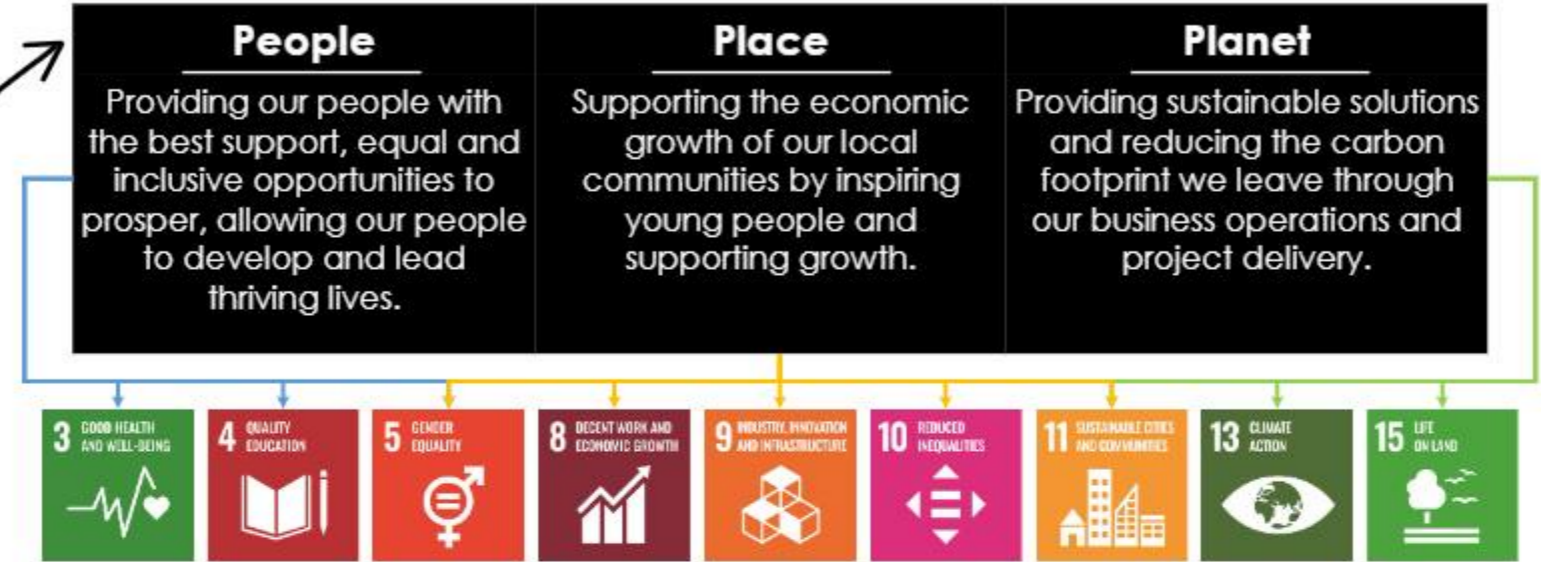 People
Providing our people with
the best support, equal and
inclusive opportunities to
prosper, allowing our people
to develop and lead
thriving lives.
Place
Supporting the economic
growth of our local
communities by inspiring
young people and
supporting growth.
Planet
Providing sustainable solutions
and reducing the carbon
footprint we leave through
our business operations and
project delivery.
3 GOOD HEALTH
AND WELL-BEING
4 QUALITY
EDUCATION
5 GENDER
EQUALITY
8 DECENT WORK AND
ECONOMIC GROWTH
9 INDUSTRY, INNOVATION
AND INFRASTRUCTURE
10 REDUCED
INEQUALITIES
11 SUSTAINABLE CITIES
AND COMMUNITIES
13 CLIMATE
ACTION
15 LIFE
ON LAND